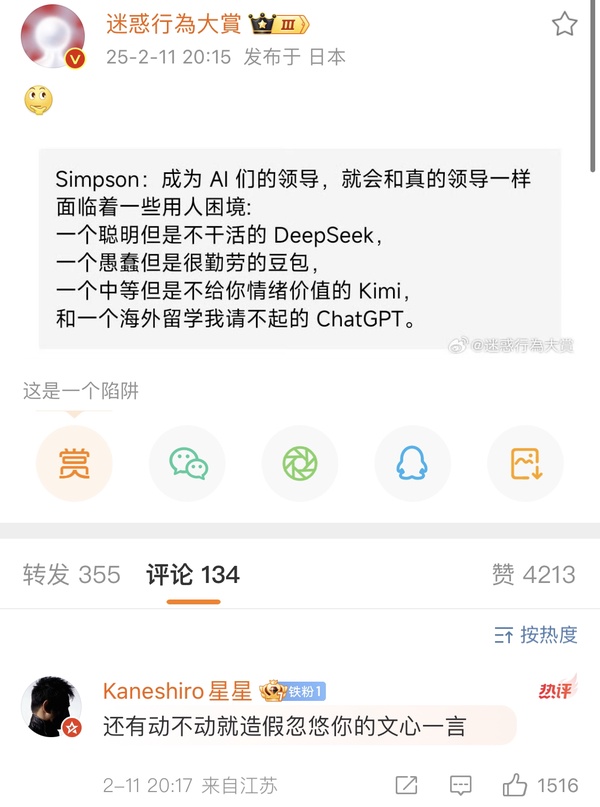 迷惑行為大賞 III
25-2-11 20:15 发布于 日本
Simpson：成为 AI 们的领导，就会和真的领导一样
面临着一些用人困境:
一个聪明但是不干活的 DeepSeek，
一个愚蠢但是很勤劳的豆包，
一个中等但是不给你情绪价值的 Kimi，
和一个海外留学我请不起的 ChatGPT。
@迷惑行為大賞
这是一个陷阱
赏
转发 355 评论 134 赞 4213
按热度
Kaneshiro星星 铁粉1 热评
还有动不动就造假忽悠你的文心一言
2-11 20:17 来自江苏 1516